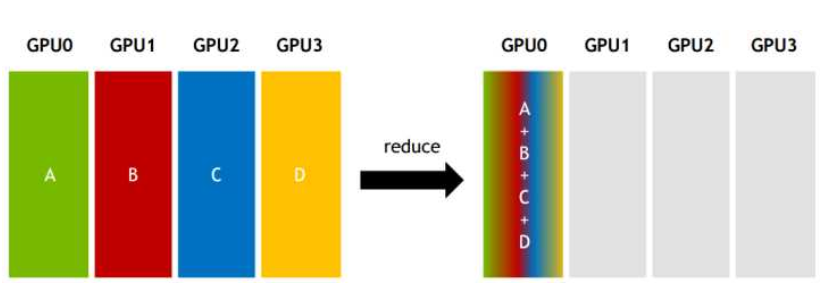 GPU0 GPU1 GPU2 GPU3
GPU0 GPU1 GPU2 GPU3
A B C D
reduce
A
+
B
+
C
+
D